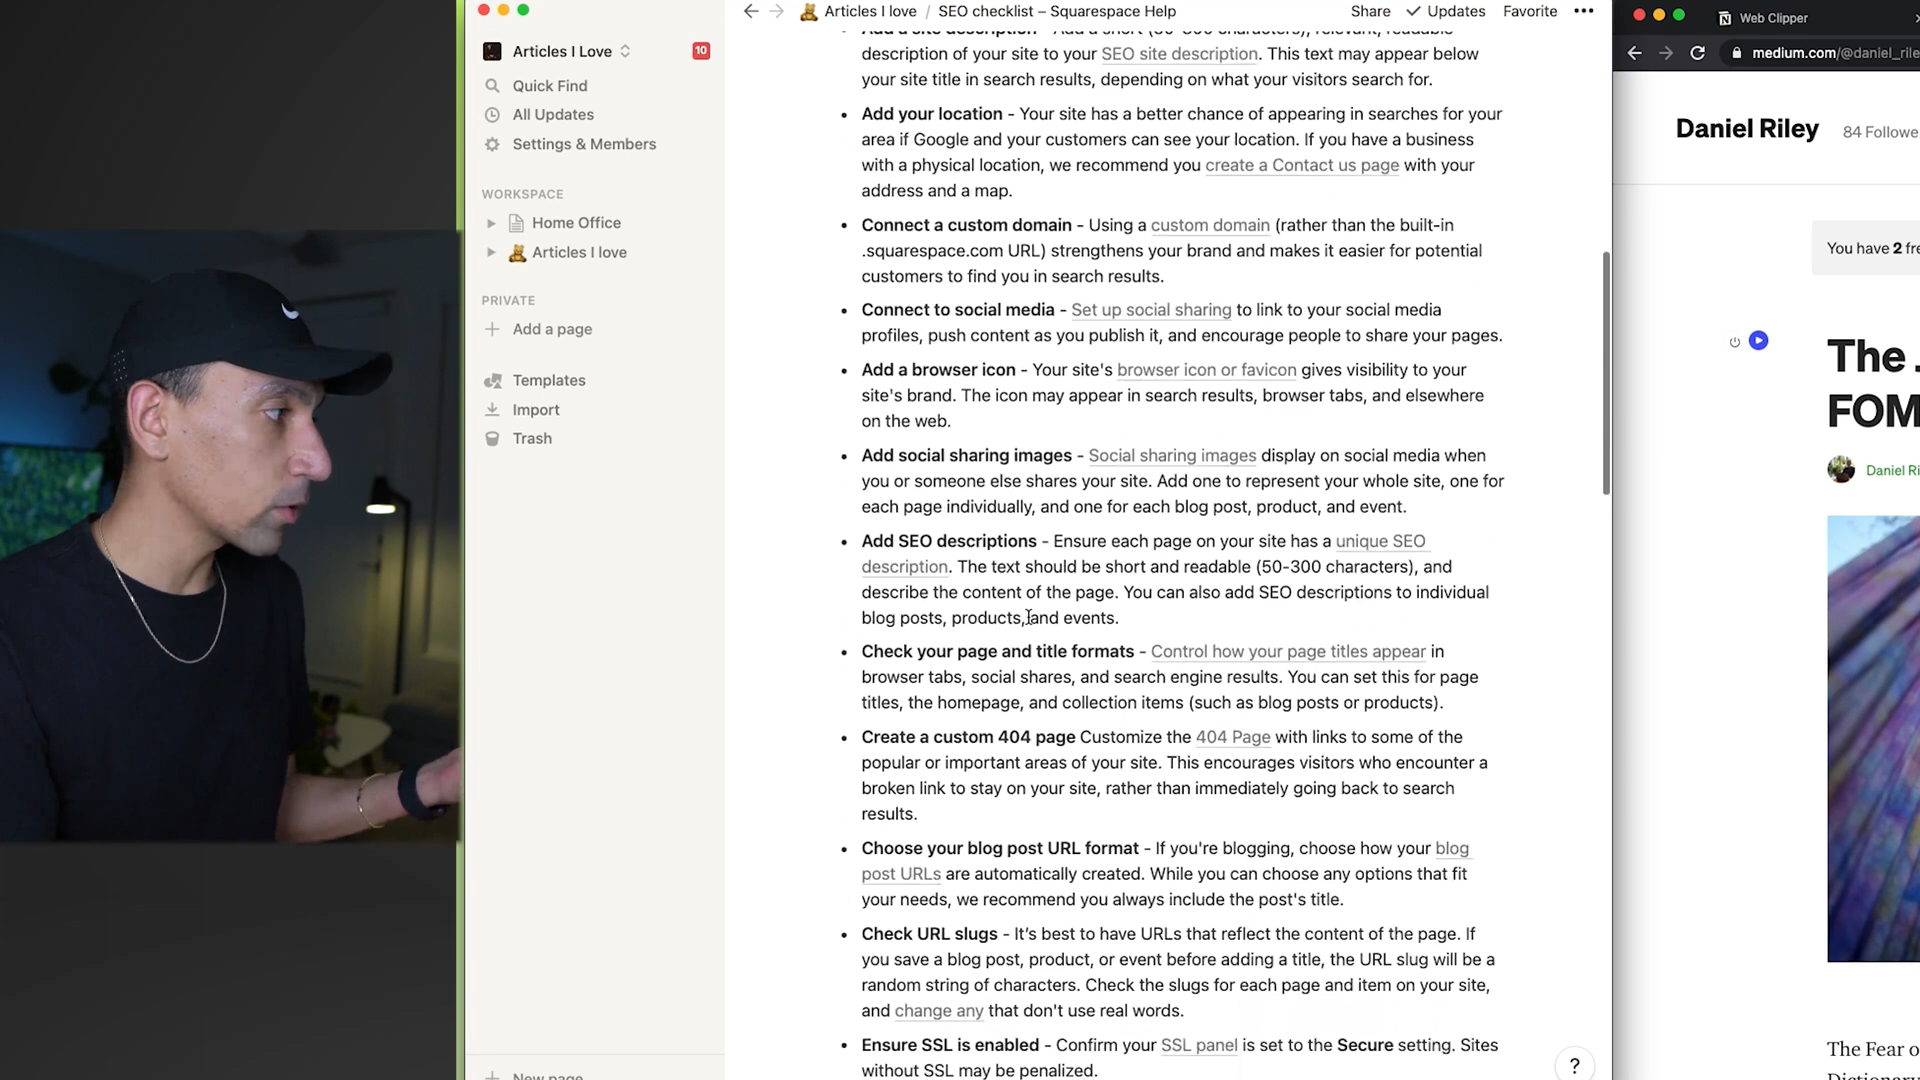 Articles I Love
10
Quick Find
All Updates
Settings & Members
WORKSPACE
Home Office
Articles I love
PRIVATE
Add a page
Templates
Import
Trash
New page
Articles I love / SEO checklist – Squarespace Help
Share
Updates
Favorite
description of your site to your SEO site description. This text may appear below
your site title in search results, depending on what your visitors search for.
Add your location - Your site has a better chance of appearing in searches for your
area if Google and your customers can see your location. If you have a business
with a physical location, we recommend you create a Contact us page with your
address and a map.
Connect a custom domain - Using a custom domain (rather than the built-in
.squarespace.com URL) strengthens your brand and makes it easier for potential
customers to find you in search results.
Connect to social media - Set up social sharing to link to your social media
profiles, push content as you publish it, and encourage people to share your pages.
Add a browser icon - Your site's browser icon or favicon gives visibility to your
site's brand. The icon may appear in search results, browser tabs, and elsewhere
on the web.
Add social sharing images - Social sharing images display on social media when
you or someone else shares your site. Add one to represent your whole site, one for
each page individually, and one for each blog post, product, and event.
Add SEO descriptions - Ensure each page on your site has a unique SEO
description. The text should be short and readable (50-300 characters), and
describe the content of the page. You can also add SEO descriptions to individual
blog posts, products, and events.
Check your page and title formats - Control how your page titles appear in
browser tabs, social shares, and search engine results. You can set this for page
titles, the homepage, and collection items (such as blog posts or products).
Create a custom 404 page Customize the 404 Page with links to some of the
popular or important areas of your site. This encourages visitors who encounter a
broken link to stay on your site, rather than immediately going back to search
results.
Choose your blog post URL format - If you're blogging, choose how your blog
post URLs are automatically created. While you can choose any options that fit
your needs, we recommend you always include the post's title.
Check URL slugs - It’s best to have URLs that reflect the content of the page. If
you save a blog post, product, or event before adding a title, the URL slug will be a
random string of characters. Check the slugs for each page and item on your site,
and change any that don't use real words.
Ensure SSL is enabled - Confirm your SSL panel is set to the Secure setting. Sites
without SSL may be penalized.
?
Web Clipper
medium.com/@daniel_rile
Daniel Riley
84 Followe
You have 2 fre
The
FOM
Daniel Ri
The Fear o